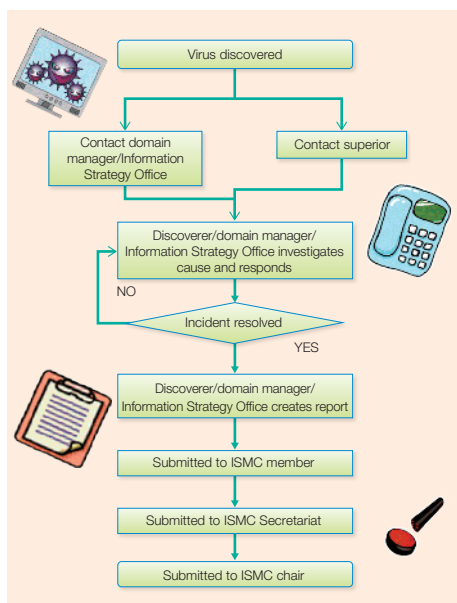 Virus discovered
Contact domain
manager/Information
Strategy Office
Contact superior
Discoverer/domain manager/
Information Strategy Office investigates
cause and responds
NO
Incident resolved
YES
Discoverer/domain manager/
Information Strategy Office creates report
Submitted to ISMC member
Submitted to ISMC Secretariat
Submitted to ISMC chair